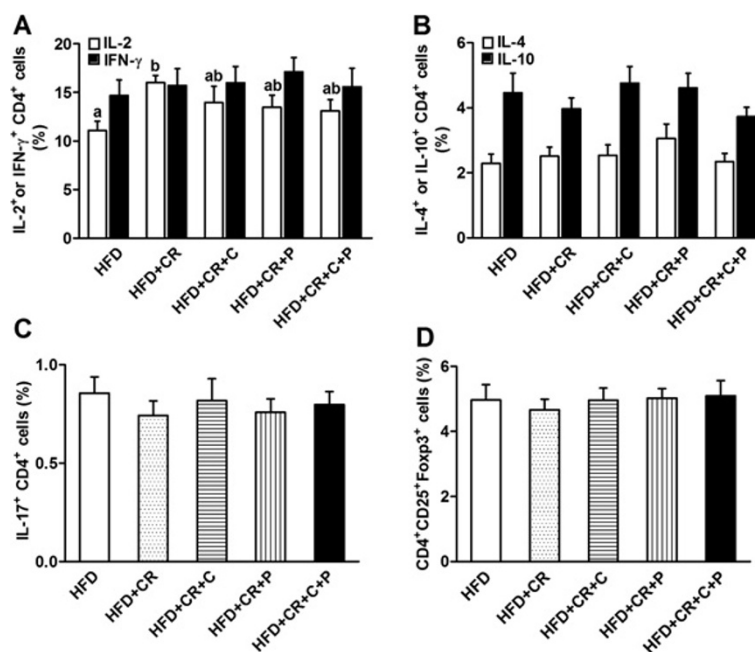 A
IL-2
IFN-γ
IL-2⁺or IFN-γ⁺ CD4⁺ cells
(%)
20
15
10
5
0
a
b
ab
ab
ab
HFD
HFD+CR
HFD+CR+C
HFD+CR+P
HFD+CR+C+P
B
IL-4
IL-10
IL-4⁺ or IL-10⁺ CD4⁺ cells
(%)
6
4
2
0
HFD
HFD+CR
HFD+CR+C
HFD+CR+P
HFD+CR+C+P
C
IL-17⁺ CD4⁺ cells (%)
1.0
0.5
0.0
HFD
HFD+CR
HFD+CR+C
HFD+CR+P
HFD+CR+C+P
D
CD4⁺CD25⁺Foxp3⁺ cells (%)
6
4
2
0
HFD
HFD+CR
HFD+CR+C
HFD+CR+P
HFD+CR+C+P